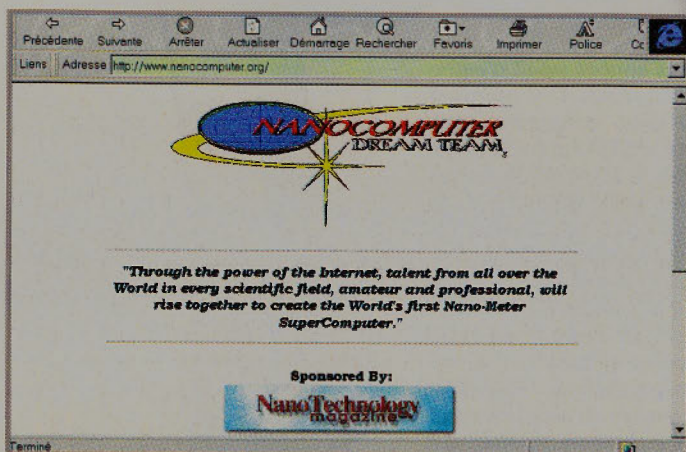 Précédente Suivante Arrêter Actualiser Démarrage Rechercher Favoris Imprimer Police
Liens Adresse http://www.nanocomputer.org/
NANOCOMPUTER
DREAM TEAM
"Through the power of the Internet, talent from all over the
World in every scientific field, amateur and professional, will
rise together to create the World's first Nano-Meter
SuperComputer."
Sponsored By:
NanoTechnology
magazine
Terminé